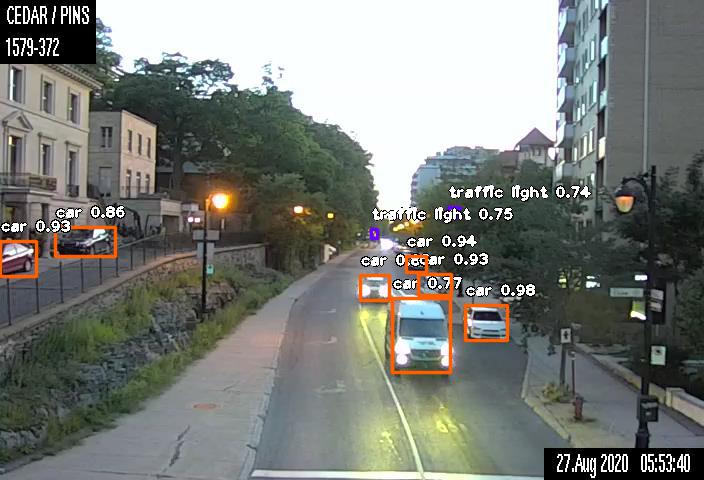 CEDAR / PINS
1579-372
traffic light 0.74
car 0.86
traffic light 0.75
car 0.93
car 0.94
car 0.93
car 0.77
car 0.98
27.Aug 2020 05:53:40